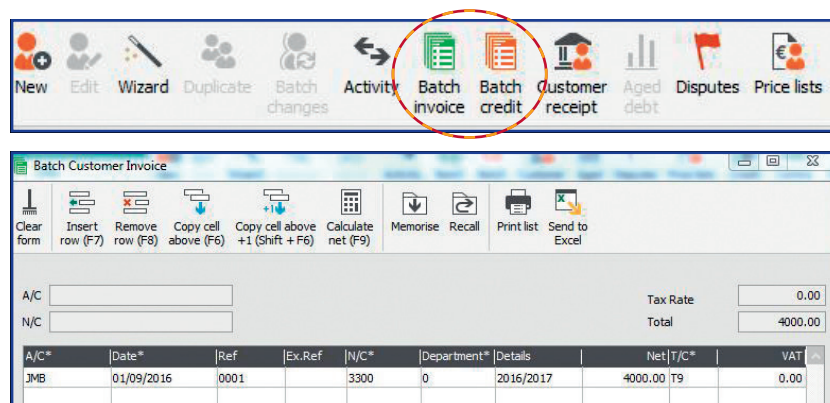 New Edit Wizard Duplicate Batch changes Activity Batch invoice Batch credit Customer receipt Aged debt Disputes Price lists
Batch Customer Invoice
Clear form Insert row (F7) Remove row (F8) Copy cell above (F6) Copy cell above +1 (Shift + F6) Calculate net (F9) Memorise Recall Print list Send to Excel
A/C Tax Rate 0.00
N/C Total 4000.00
A/C* Date* Ref Ex.Ref N/C* Department* Details Net T/C* VAT
JMB 01/09/2016 0001 3300 0 2016/2017 4000.00 T9 0.00